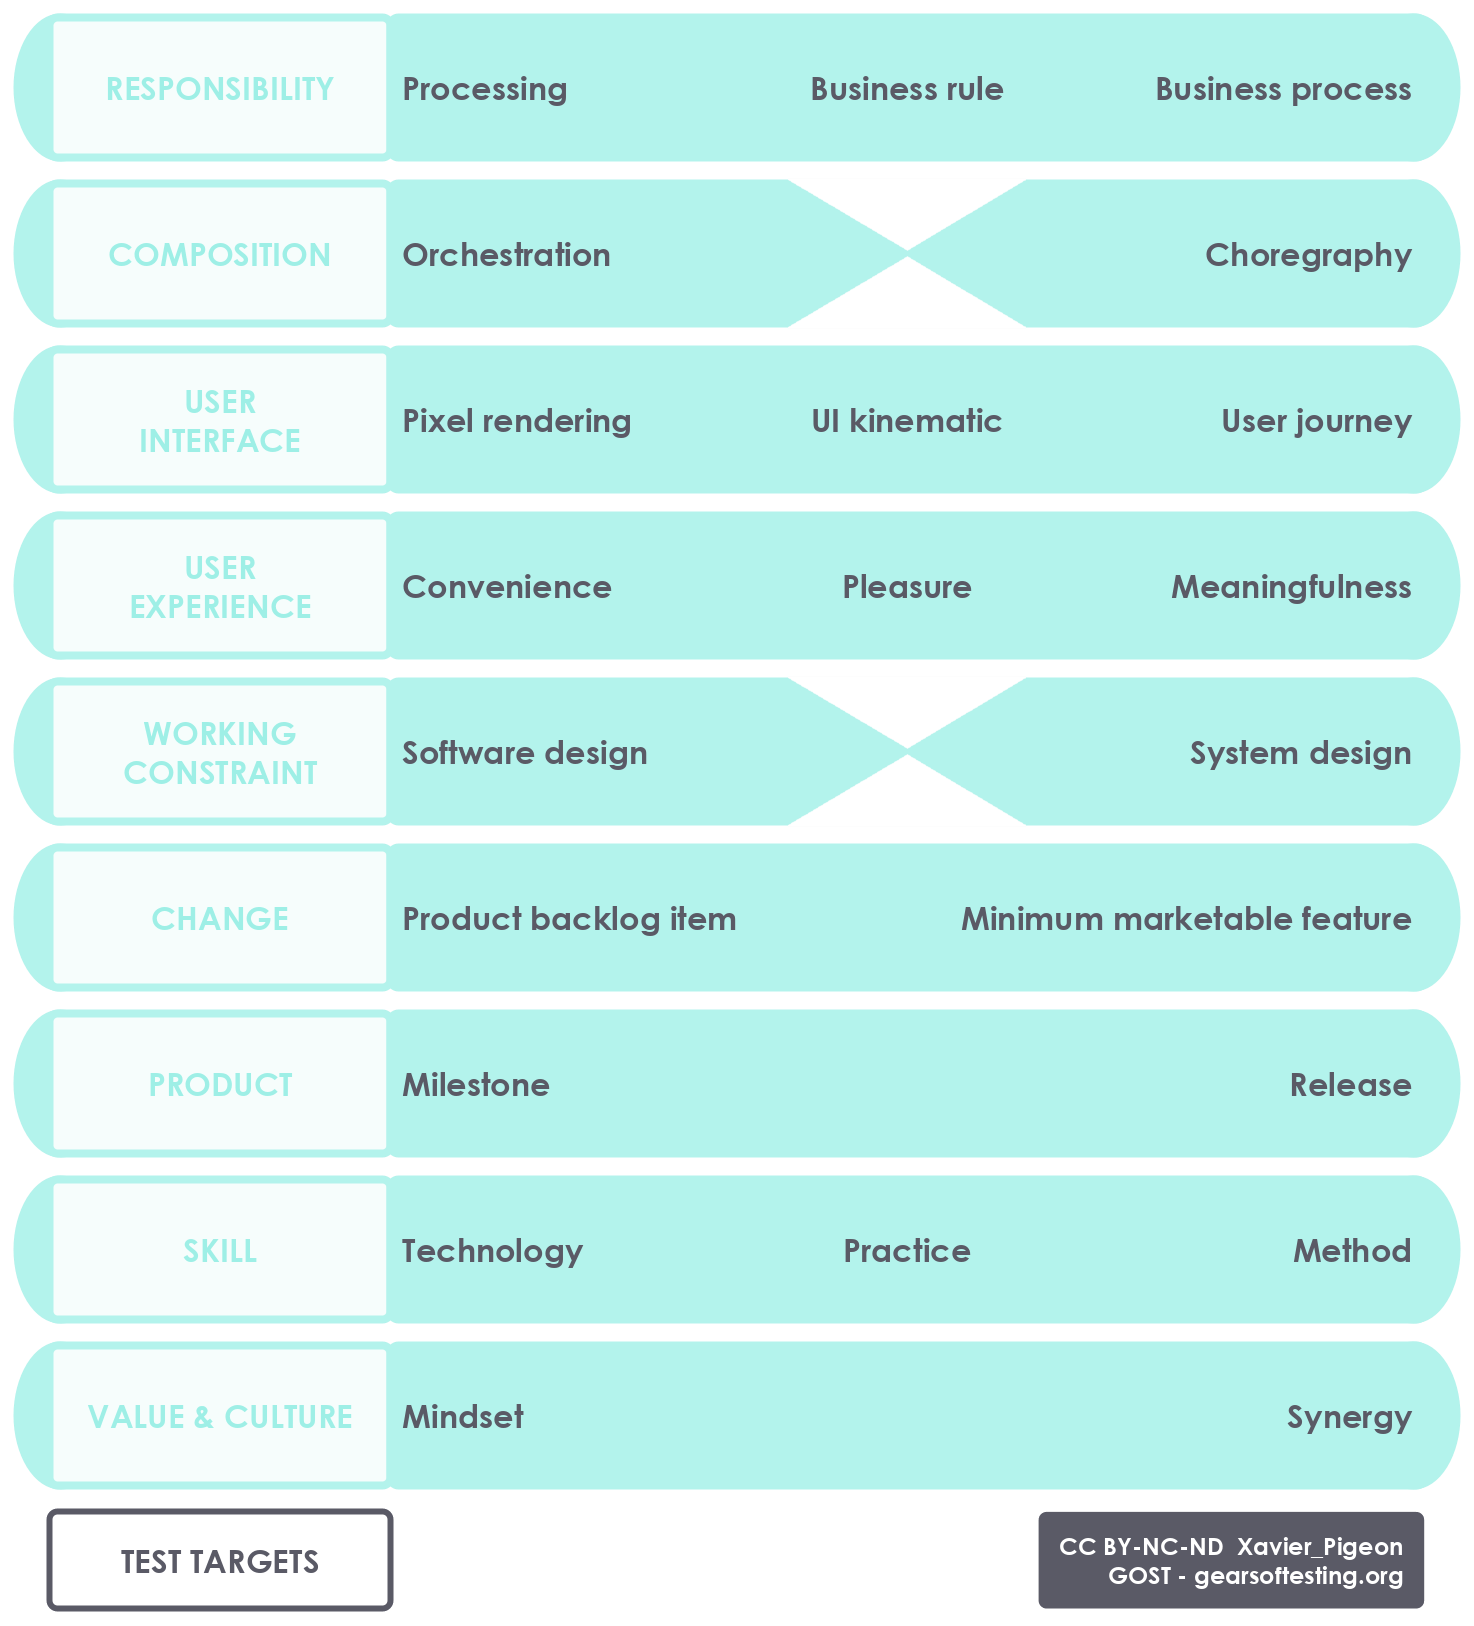 RESPONSIBILITY
Processing
Business rule
Business process
COMPOSITION
Orchestration
Choregraphy
USER
INTERFACE
Pixel rendering
UI kinematic
User journey
USER
EXPERIENCE
Convenience
Pleasure
Meaningfulness
WORKING
CONSTRAINT
Software design
System design
CHANGE
Product backlog item
Minimum marketable feature
PRODUCT
Milestone
Release
SKILL
Technology
Practice
Method
VALUE & CULTURE
Mindset
Synergy
TEST TARGETS
CC BY-NC-ND Xavier_Pigeon
GOST - gearsoftesting.org